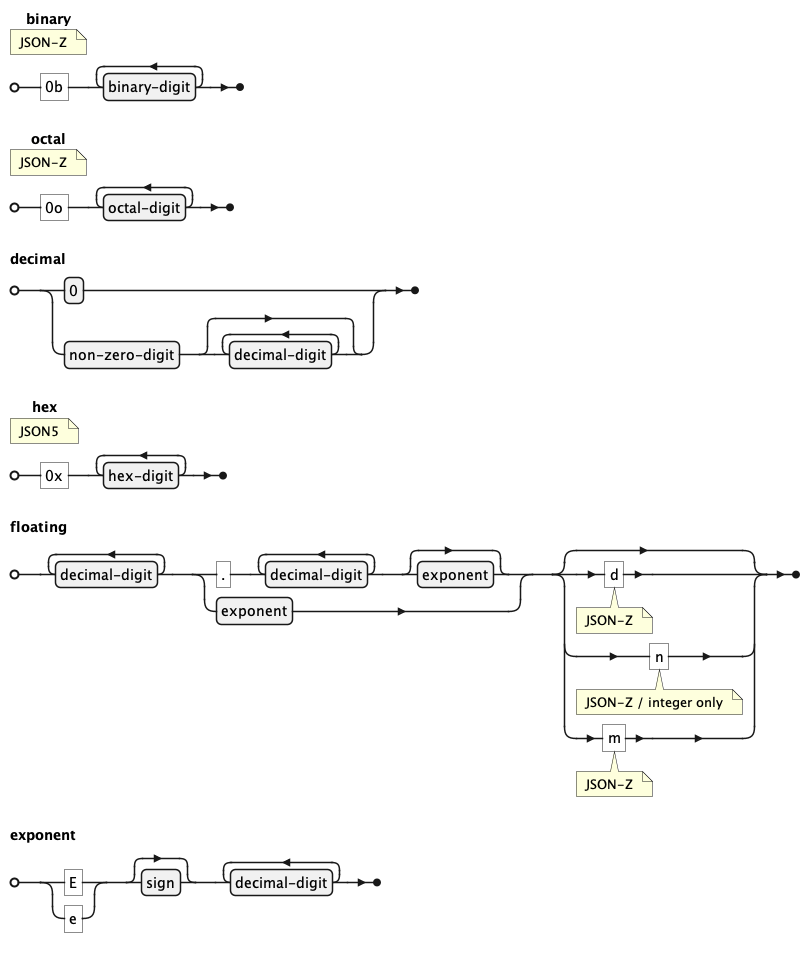 binary
JSON-Z
0b binary-digit
octal
JSON-Z
0o octal-digit
decimal
0
non-zero-digit decimal-digit
hex
JSON5
0x hex-digit
floating
decimal-digit . decimal-digit exponent d
exponent
JSON-Z
n
JSON-Z / integer only
m
JSON-Z
exponent
E sign decimal-digit
e